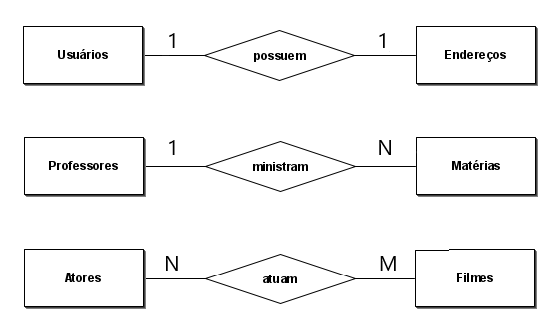 Usuários 1 possuem 1 Endereços
Professores 1 ministram N Matérias
Atores N atuam M Filmes